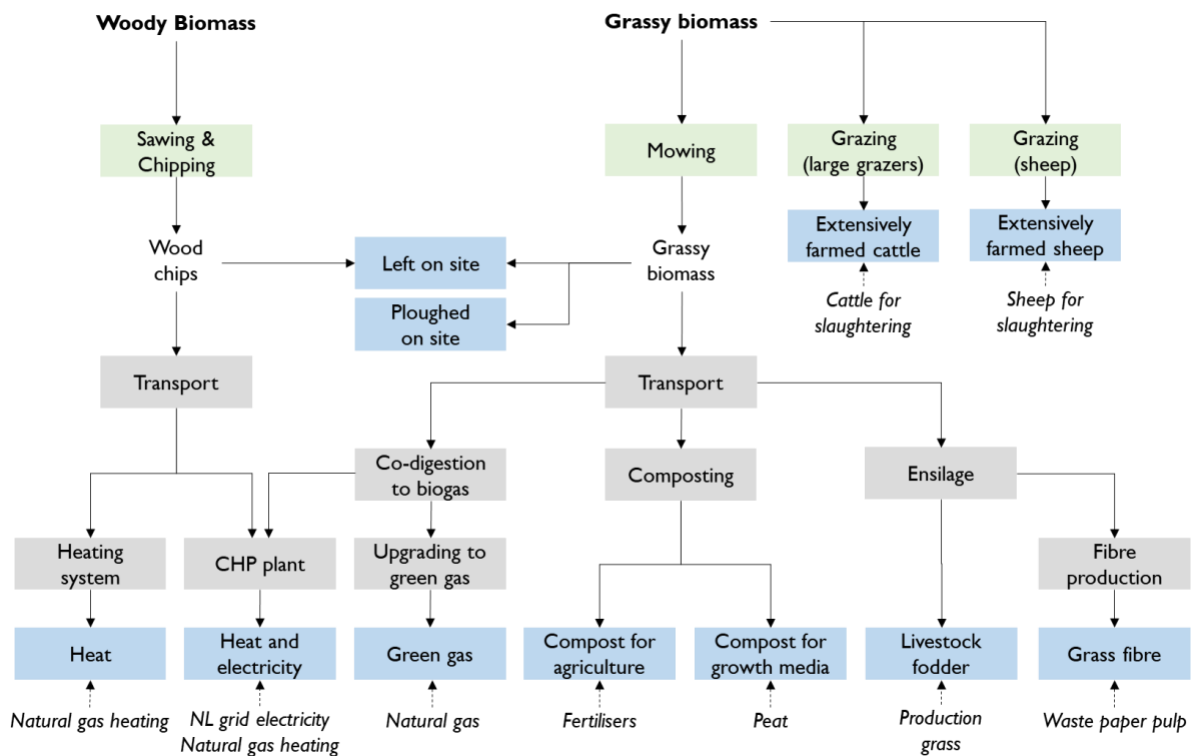 Woody Biomass
Grassy biomass
Sawing &
Chipping
Mowing
Grazing
(large grazers)
Grazing
(sheep)
Extensively
farmed cattle
Extensively
farmed sheep
Wood
chips
Left on site
Grassy
biomass
Ploughed
on site
Cattle for
slaughtering
Sheep for
slaughtering
Transport
Transport
Co-digestion
to biogas
Composting
Ensilage
Heating
system
CHP plant
Upgrading to
green gas
Fibre
production
Heat
Heat and
electricity
Green gas
Compost for
agriculture
Compost for
growth media
Livestock
fodder
Grass fibre
Natural gas heating
NL grid electricity
Natural gas heating
Natural gas
Fertilisers
Peat
Production
grass
Waste paper pulp